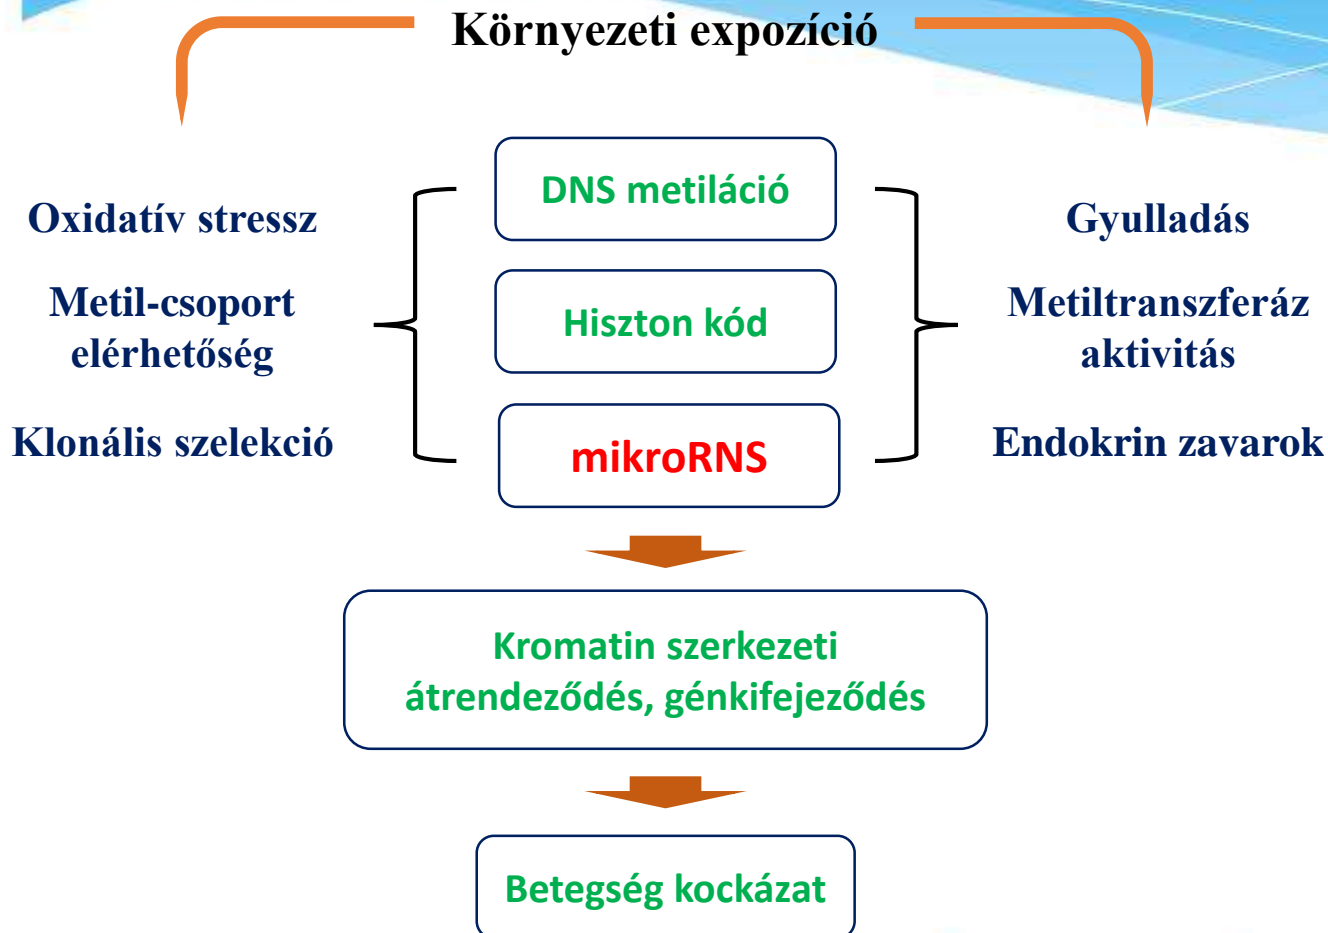 Környezeti expozíció
Oxidatív stressz
Metil-csoport
elérhetőség
Klonális szelekció
DNS metiláció
Hiszton kód
mikroRNS
Gyulladás
Metiltranszferáz
aktivitás
Endokrin zavarok
Kromatin szerkezeti
átrendeződés, génkifejeződés
Betegség kockázat